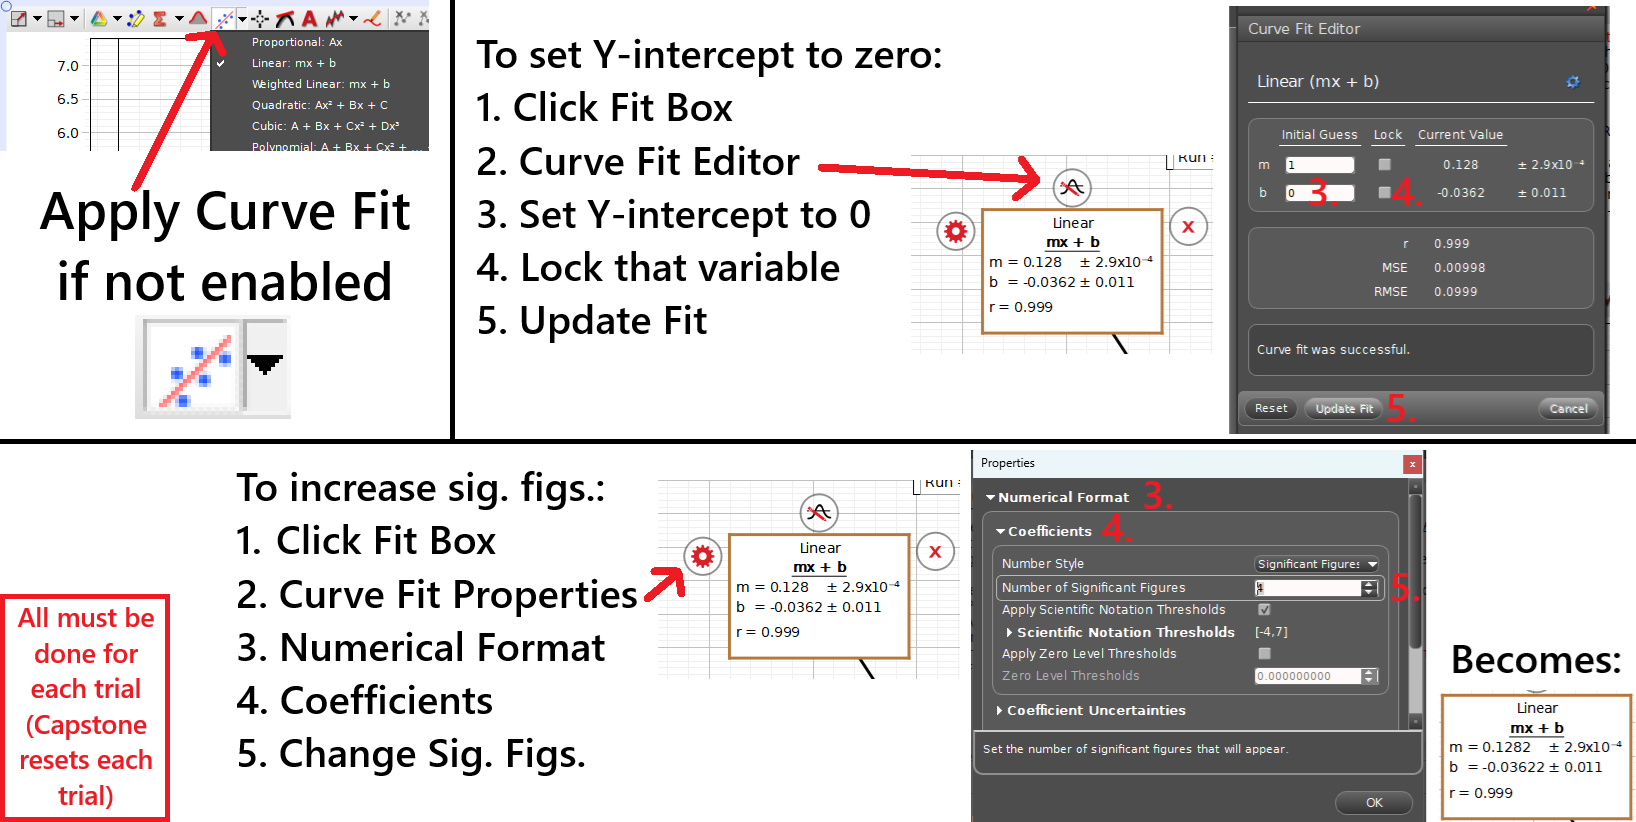 Proportional: Ax
7.0
Linear: mx + b
Weighted Linear: mx + b
6.5
Quadratic: Ax² + Bx + C
Cubic: A + Bx + Cx² + Dx³
6.0
Polynomial: A + Bx + Cx² + ...
Apply Curve Fit
if not enabled
To set Y-intercept to zero:
1. Click Fit Box
2. Curve Fit Editor
3. Set Y-intercept to 0
4. Lock that variable
5. Update Fit
Run
Linear
mx + b
m = 0.128 ± 2.9x10⁻⁴
b = -0.0362 ± 0.011
r = 0.999
X
Curve Fit Editor
Linear (mx + b)
Initial Guess Lock Current Value
m 1 0.128 ± 2.9x10⁻⁴
b 0 3. 4. -0.0362 ± 0.011
r 0.999
MSE 0.00998
RMSE 0.0999
Curve fit was successful.
Reset Update Fit 5. Cancel
All must be
done for
each trial
(Capstone
resets each
trial)
To increase sig. figs.:
1. Click Fit Box
2. Curve Fit Properties
3. Numerical Format
4. Coefficients
5. Change Sig. Figs.
Run
Linear
mx + b
m = 0.128 ± 2.9x10⁻⁴
b = -0.0362 ± 0.011
r = 0.999
X
Properties x
Numerical Format 3.
Coefficients 4.
Number Style Significant Figures
Number of Significant Figures 4 5.
Apply Scientific Notation Thresholds
Scientific Notation Thresholds [-4,7]
Apply Zero Level Thresholds
Zero Level Thresholds 0.000000000
Coefficient Uncertainties
Set the number of significant figures that will appear.
OK
Becomes:
Linear
mx + b
m = 0.1282 ± 2.9x10⁻⁴
b = -0.03622 ± 0.011
r = 0.999